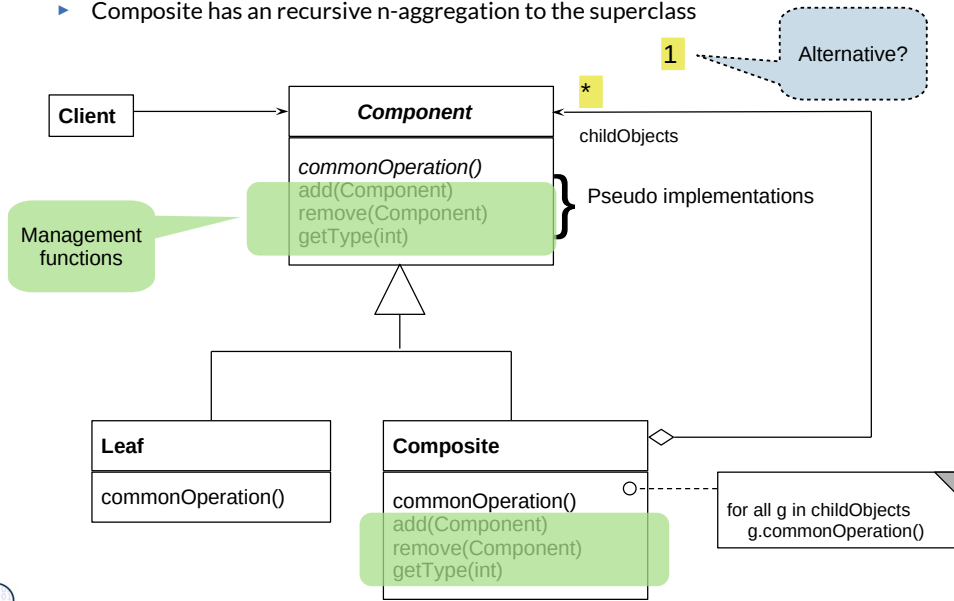 ► Composite has an recursive n-aggregation to the superclass
1
Alternative?
*
Client
Component
childObjects
commonOperation()
add(Component)
remove(Component)
getType(int)
}
Pseudo implementations
Management
functions
Leaf
commonOperation()
Composite
commonOperation()
add(Component)
remove(Component)
getType(int)
for all g in childObjects
g.commonOperation()